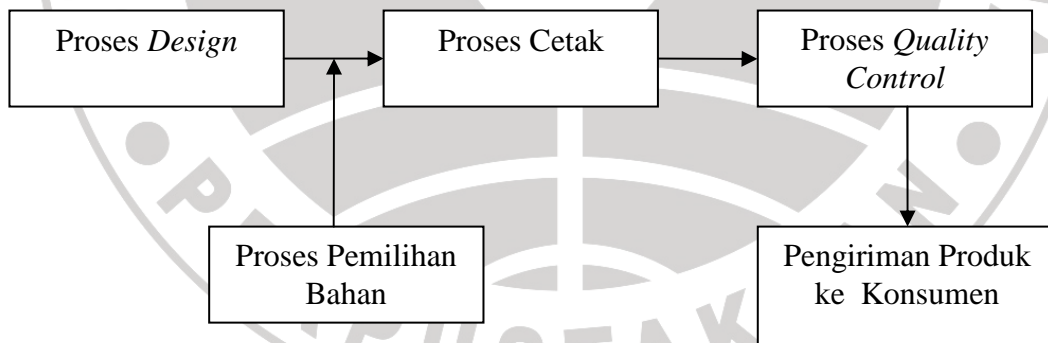 Proses Design
Proses Cetak
Proses Quality
Control
Proses Pemilihan
Bahan
Pengiriman Produk
ke Konsumen